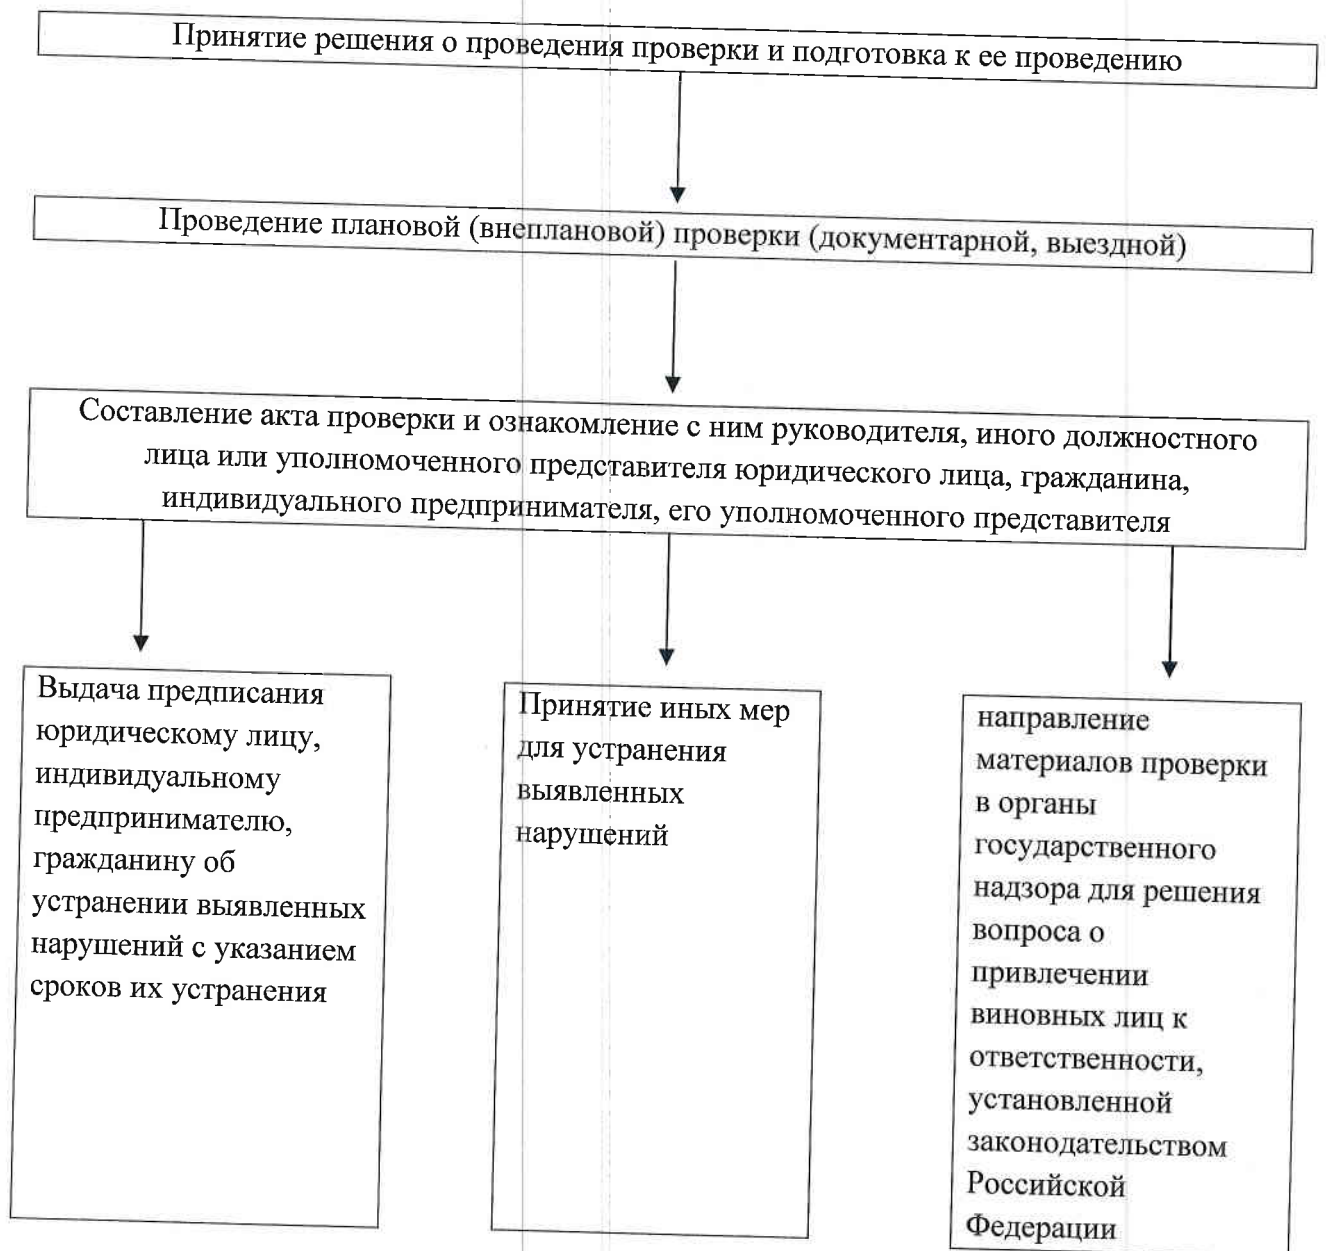 Принятие решения о проведения проверки и подготовка к ее проведению
Проведение плановой (внеплановой) проверки (документарной, выездной)
Составление акта проверки и ознакомление с ним руководителя, иного должностного
лица или уполномоченного представителя юридического лица, гражданина,
индивидуального предпринимателя, его уполномоченного представителя
Выдача предписания
юридическому лицу,
индивидуальному
предпринимателю,
гражданину об
устранении выявленных
нарушений с указанием
сроков их устранения
Принятие иных мер
для устранения
выявленных
нарушений
направление
материалов проверки
в органы
государственного
надзора для решения
вопроса о
привлечении
виновных лиц к
ответственности,
установленной
законодательством
Российской
Федерации